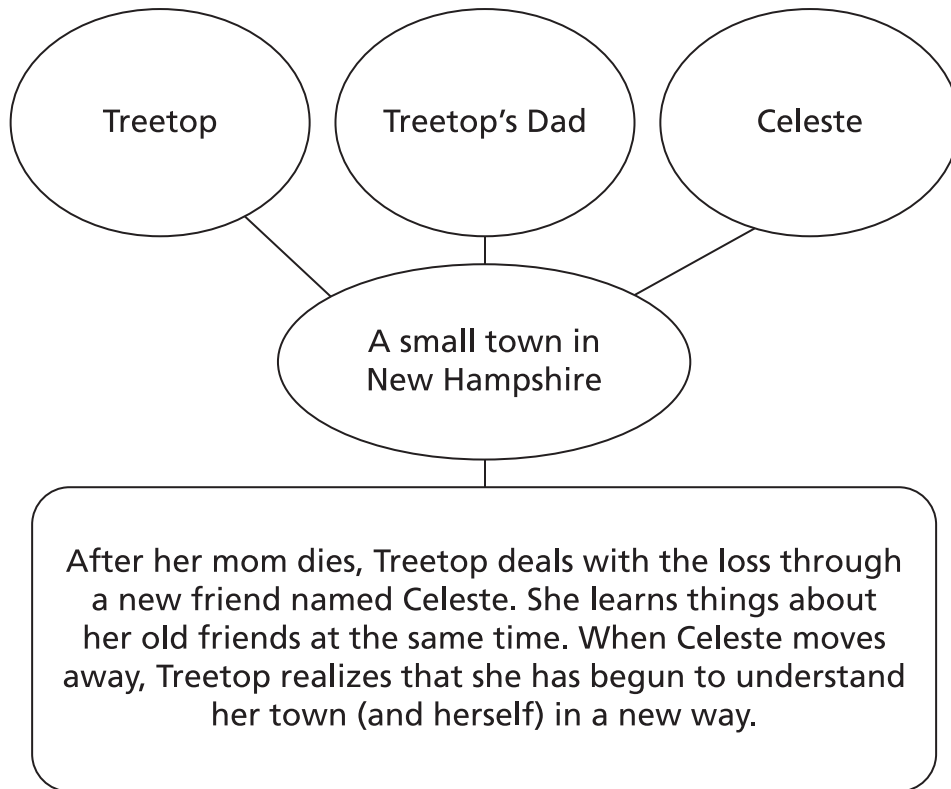 Treetop
Treetop’s Dad
Celeste
A small town in
New Hampshire
After her mom dies, Treetop deals with the loss through
a new friend named Celeste. She learns things about
her old friends at the same time. When Celeste moves
away, Treetop realizes that she has begun to understand
her town (and herself) in a new way.